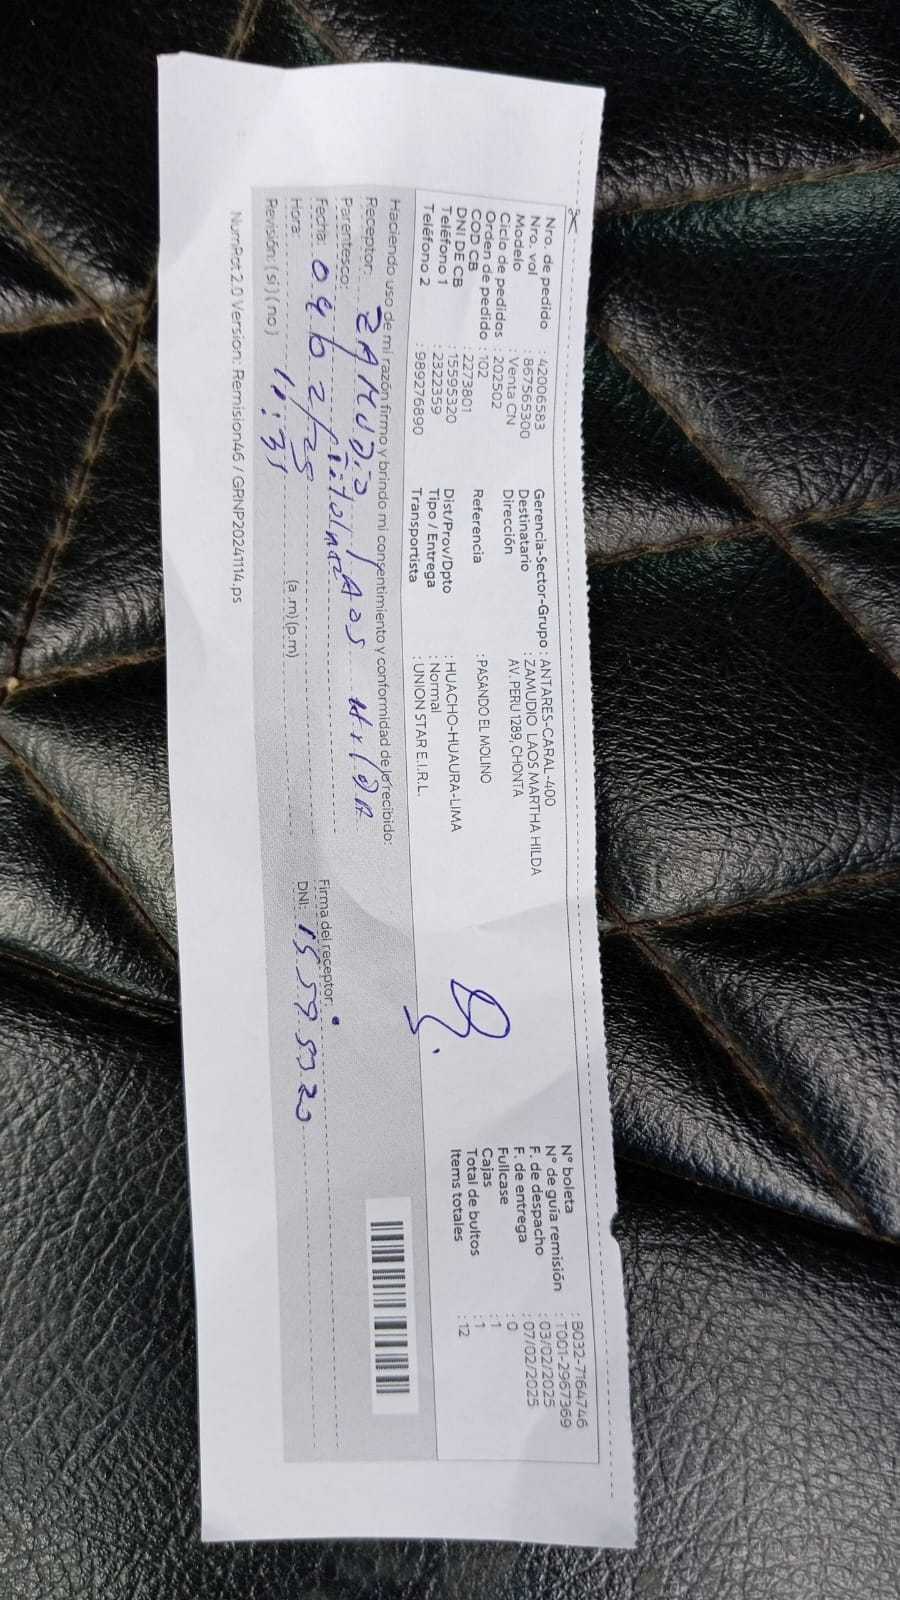 Nro. de pedido : 42006583
Nro. vol : 867565300
Modelo : Venta CN
Ciclo de pedidos : 202502
Orden de pedido : 102
COD CB : 2273801
DNI DE CB : 15595320
Teléfono 1 : 2322359
Teléfono 2 : 989276890
Gerencia-Sector-Grupo : ANTARES-CARAL-400
Destinatario : ZAMUDIO LAOS MARTHA HILDA
Dirección AV. PERU 1289, CHONTA
Referencia : PASANDO EL MOLINO
Dist/Prov/Dpto : HUACHO-HUAURA-LIMA
Tipo / Entrega : Normal
Transportista : UNION STAR E.I.R.L.
N° boleta : B032-7164746
N° de guía remisión : T001-2967369
F. de despacho : 03/02/2025
F. de entrega : 07/02/2025
Fullcase : 0
Cajas : 1
Total de bultos : 1
Items totales : 12
Haciendo uso de mi razón firmo y brindo mi consentimiento y conformidad de lo recibido:
Receptor: ZAMUDIO LAOS
Parentesco: titular
Fecha:
Hora: (a.m) (p.m)
Revisión: (si) (no)
Firma del receptor:
DNI: 15595320
NumProt 2.0 Version: Remision46 / GRNP20241114.ps